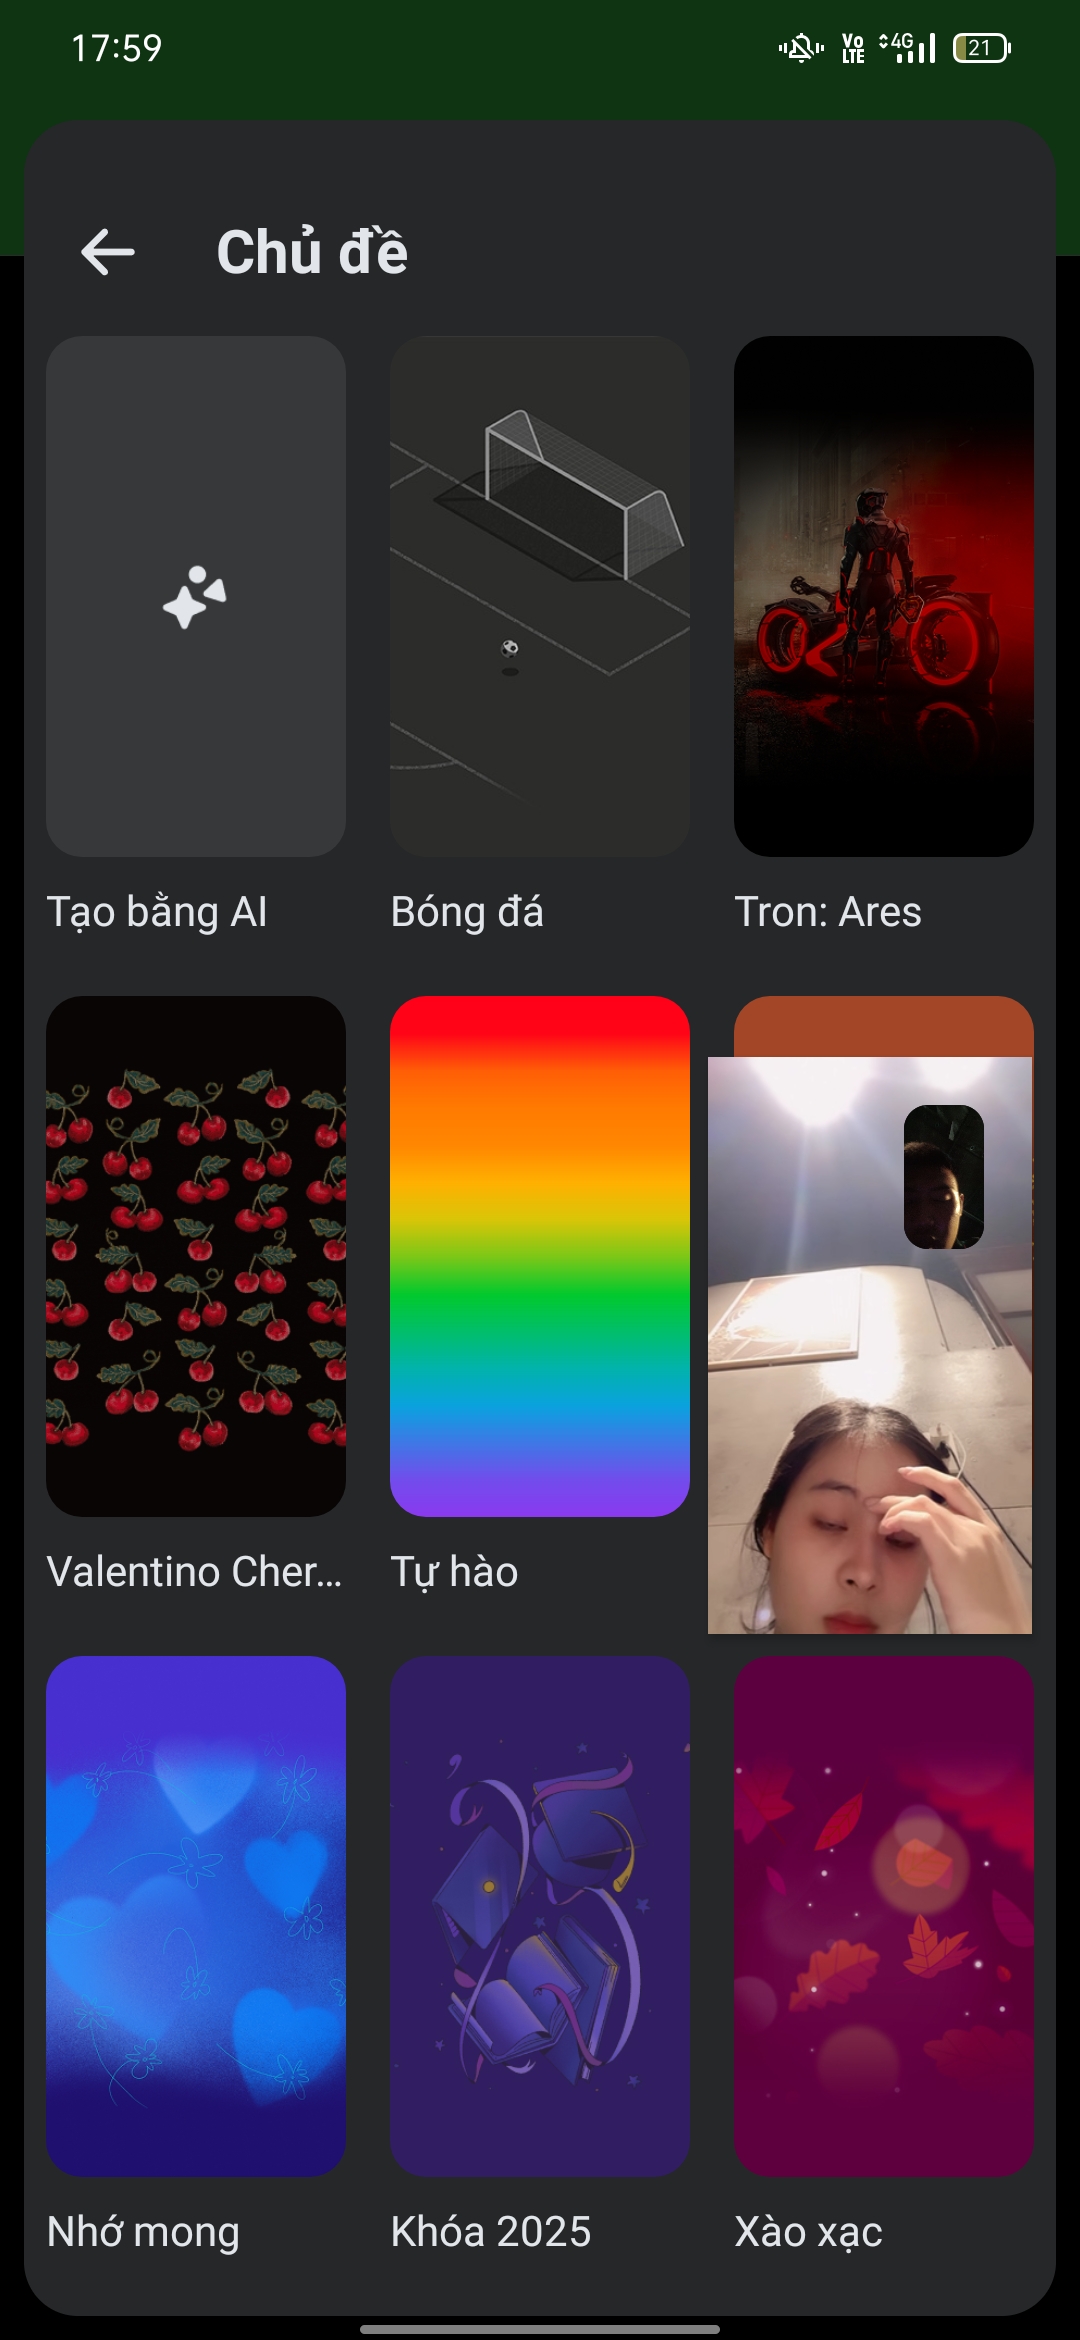 17:59
Vo LTE 4G 21
Chủ đề
Tạo bằng AI
Bóng đá
Tron: Ares
Valentino Cher...
Tự hào
Nhớ mong
Khóa 2025
Xào xạc